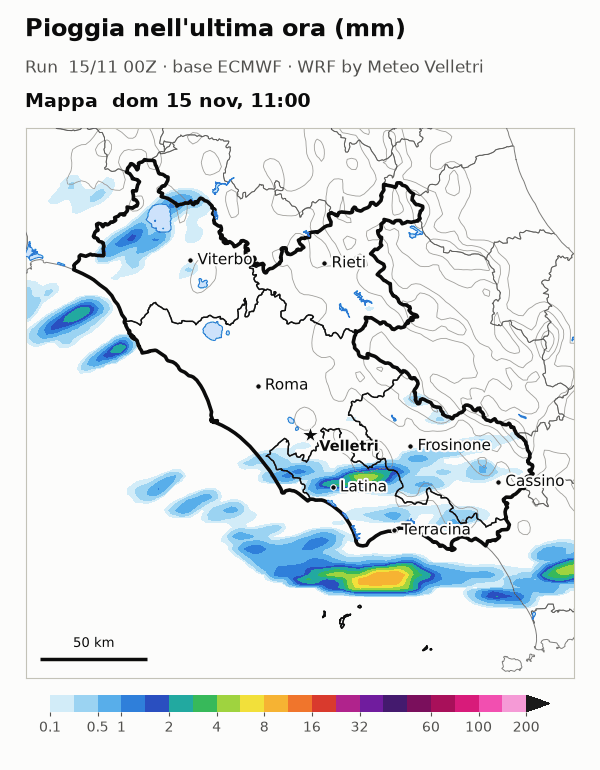 Pioggia nell'ultima ora (mm)
Run  15/11 00Z · base ECMWF · WRF by Meteo Velletri
Mappa  dom 15 nov, 11:00
Viterbo
Rieti
Roma
Velletri
Frosinone
Latina
Cassino
Terracina
50 km
0.1 0.5 1 2 4 8 16 32 60 100 200